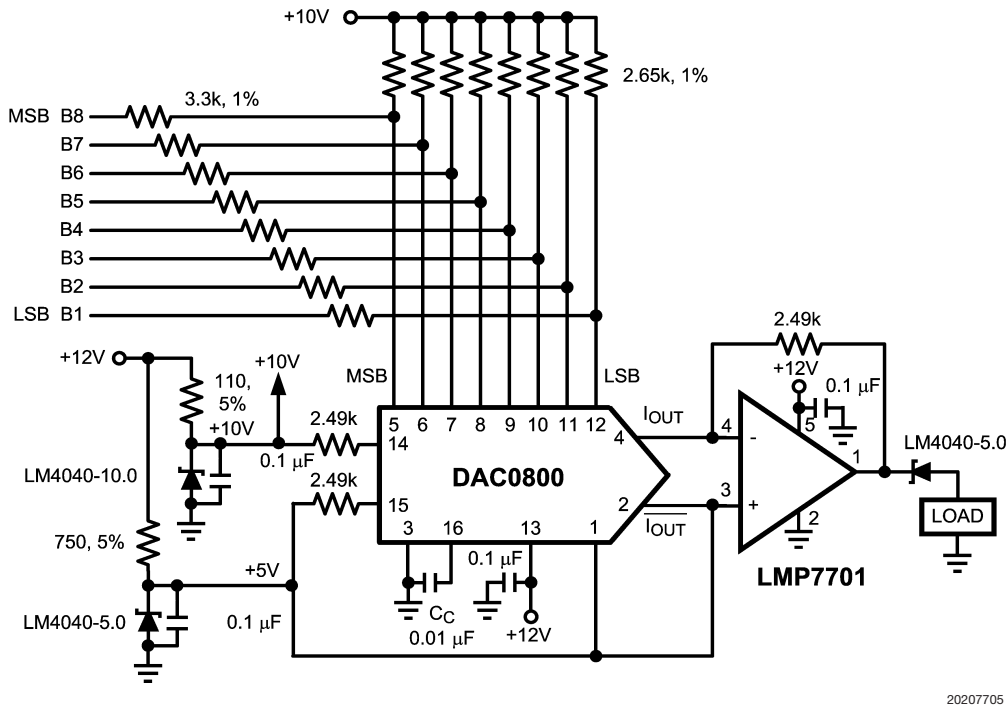 +10V
2.65k, 1%
3.3k, 1%
MSB B8
B7
B6
B5
B4
B3
B2
LSB B1
+12V
110,
5%
+10V
+10V
MSB
LSB
2.49k
+12V
0.1 μF
0.1 μF
2.49k
2.49k
LM4040-10.0
14
15
5 6 7 8 9 10 11 12
DAC0800
4
2
3 16 13 1
IOUT
IOUT
4
-
3
+
5
1
2
LM4040-5.0
LOAD
LMP7701
750, 5%
+5V
LM4040-5.0
0.1 μF
CC
0.01 μF
0.1 μF
+12V
20207705